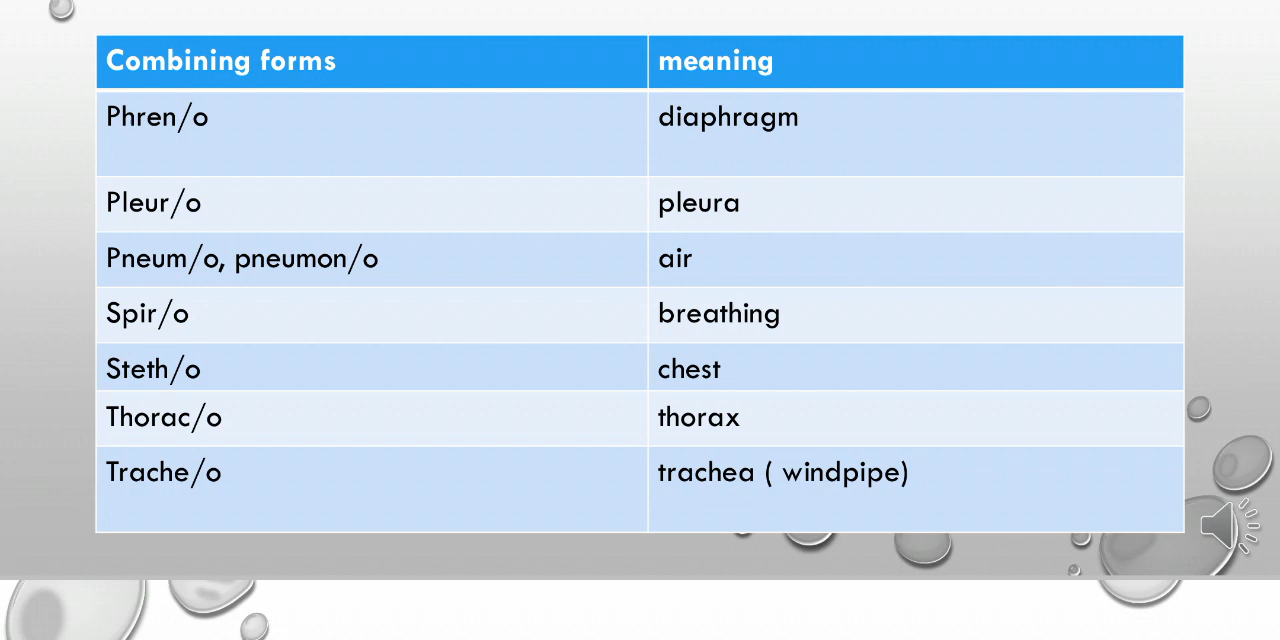 Combining forms meaning
Phren/o diaphragm
Pleur/o pleura
Pneum/o, pneumon/o air
Spir/o breathing
Steth/o chest
Thorac/o thorax
Trache/o trachea ( windpipe)